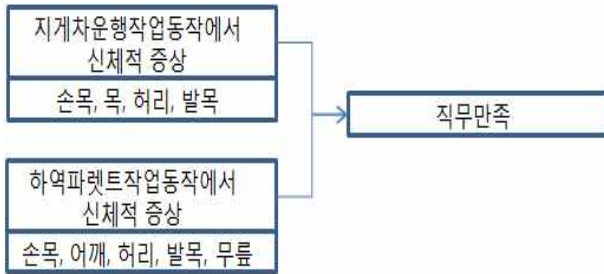 지게차운행작업동작에서
신체적 증상
손목, 목, 허리, 발목
직무만족
하역파렛트작업동작에서
신체적 증상
손목, 어깨, 허리, 발목, 무릎